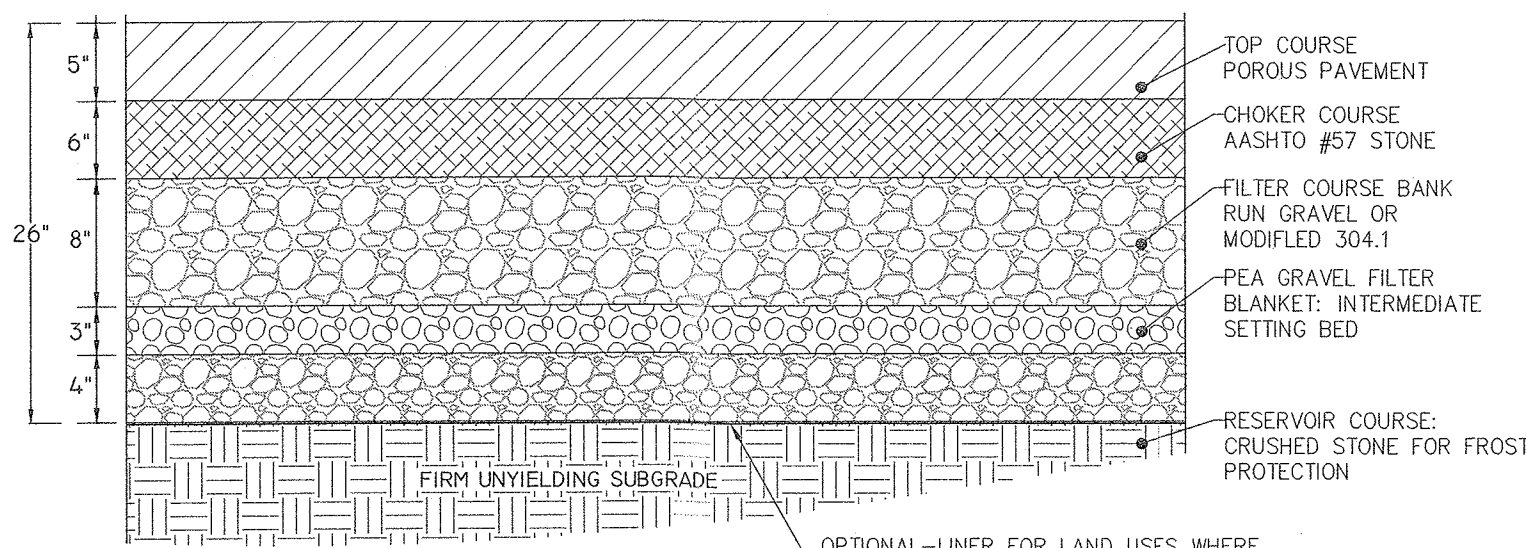 5"
6"
8"
26"
3"
4"
TOP COURSE
POROUS PAVEMENT
CHOKER COURSE
AASHTO #57 STONE
FILTER COURSE BANK
RUN GRAVEL OR
MODIFLED 304.1
PEA GRAVEL FILTER
BLANKET: INTERMEDIATE
SETTING BED
RESERVOIR COURSE:
CRUSHED STONE FOR FROST
PROTECTION
FIRM UNYIELDING SUBGRADE
OPTIONAL-LINER FOR LAND USES WHERE